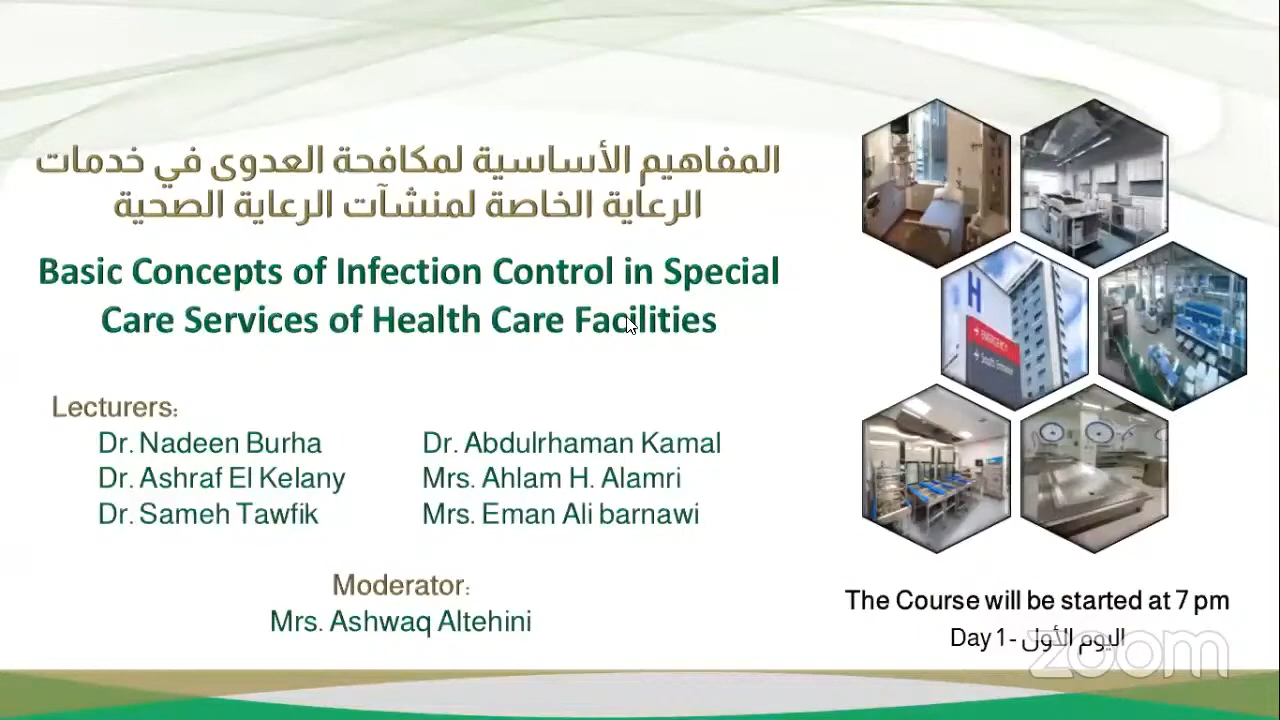 المفاهيم الأساسية لمكافحة العدوى في خدمات
الرعاية الخاصة لمنشآت الرعاية الصحية
Basic Concepts of Infection Control in Special
Care Services of Health Care Facilities
Lecturers:
Dr. Nadeen Burha
Dr. Ashraf El Kelany
Dr. Sameh Tawfik
Dr. Abdulrhaman Kamal
Mrs. Ahlam H. Alamri
Mrs. Eman Ali barnawi
Moderator:
Mrs. Ashwaq Altehini
H
EMERGENCY
South Entrance
The Course will be started at 7 pm
Day 1- اليوم الأول
zoom